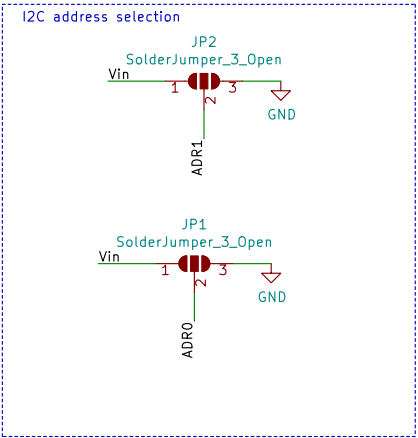 I2C address selection
JP2
SolderJumper_3_Open
Vin
1
2
3
GND
ADR1
JP1
SolderJumper_3_Open
Vin
1
2
3
GND
ADR0